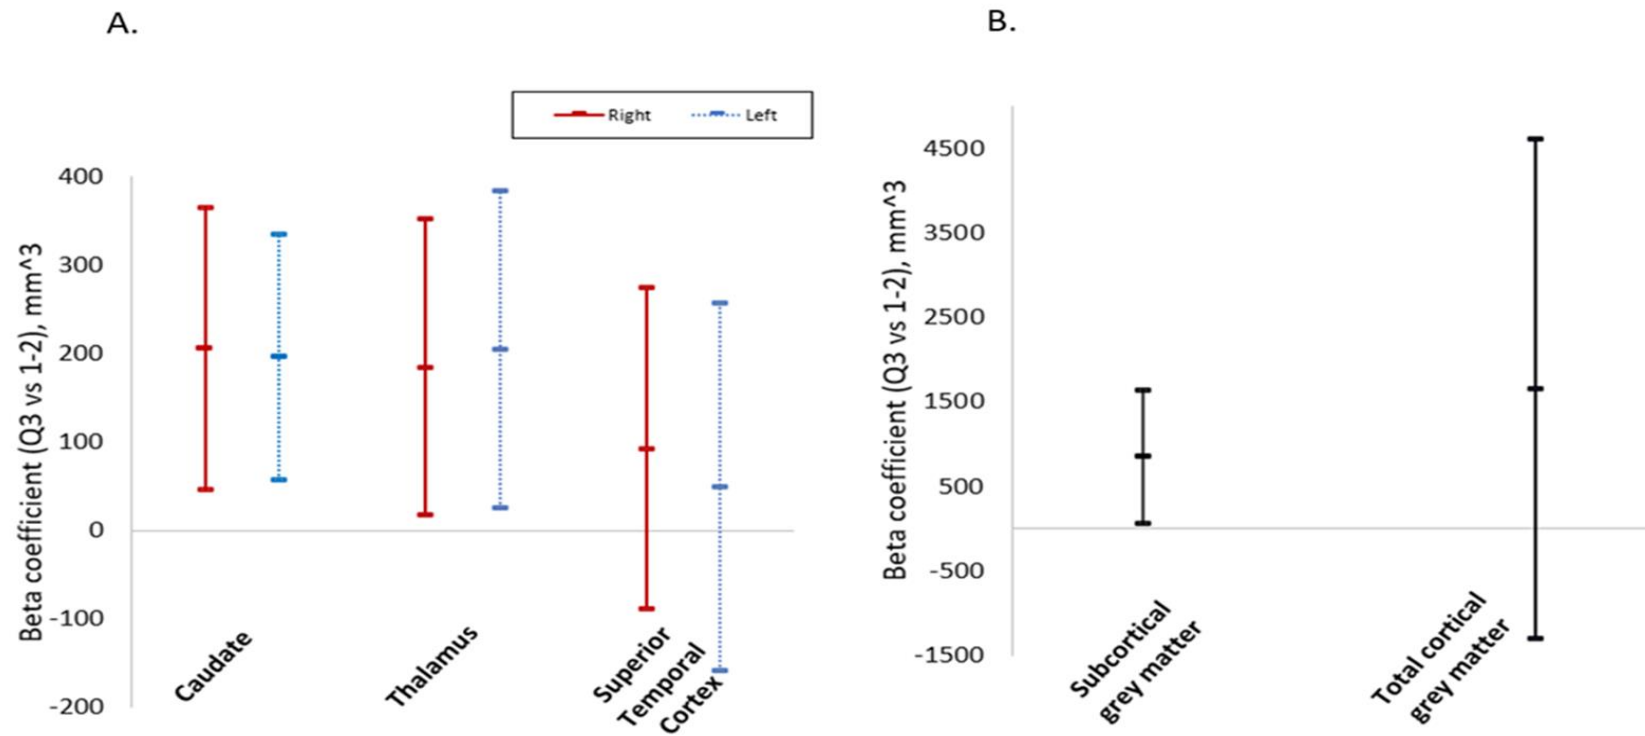 A.
Right
Left
400
300
200
100
0
-100
-200
Beta coefficient (Q3 vs 1-2), mm^3
Caudate
Thalamus
Superior
Temporal
Cortex
B.
4500
3500
2500
1500
500
-500
-1500
Beta coefficient (Q3 vs 1-2), mm^3
Subcortical
grey matter
Total cortical
grey matter